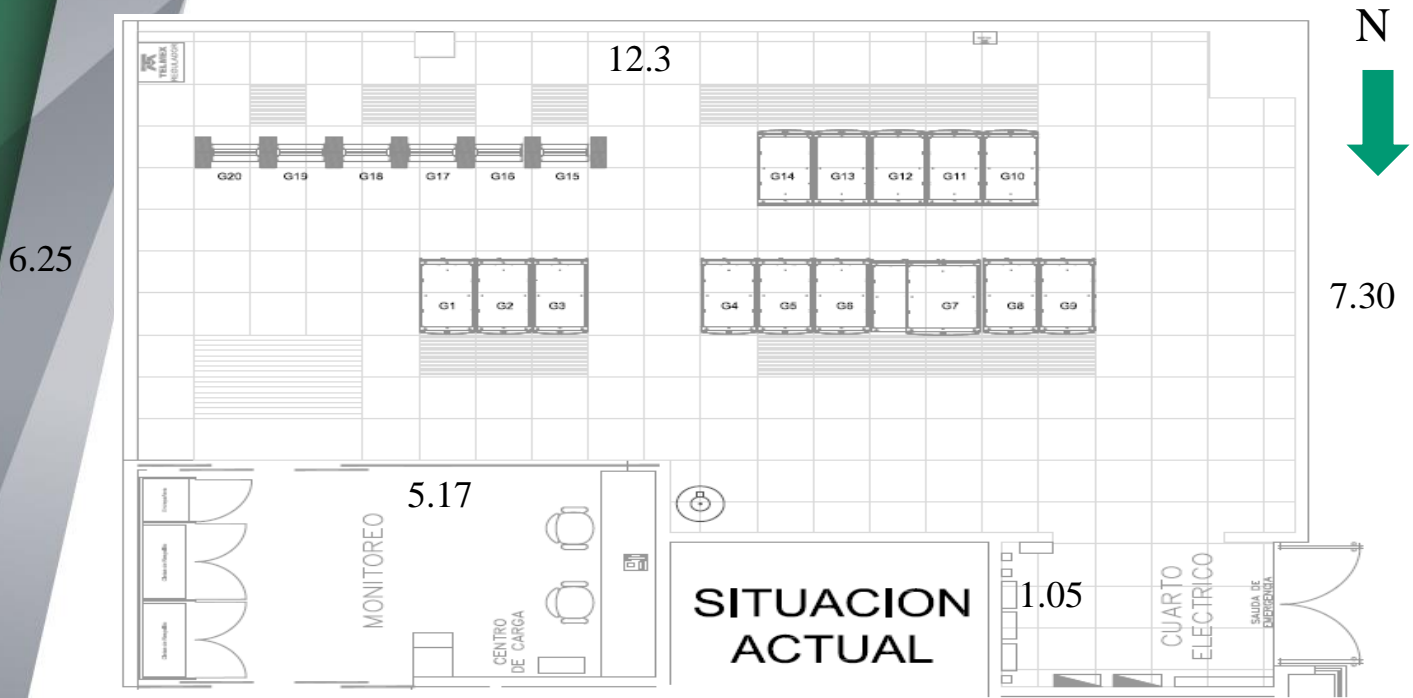 N
12.3
TELMEX
REGULADOR
G20 G19 G18 G17 G16 G15
G14 G13 G12 G11 G10
6.25
G1 G2 G3
G4 G5 G6 G7 G8 G9
7.30
5.17
MONITOREO
CENTRO
DE CARGA
SITUACION
ACTUAL
1.05
CUARTO
ELECTRICO
SALIDA DE
EMERGENCIA